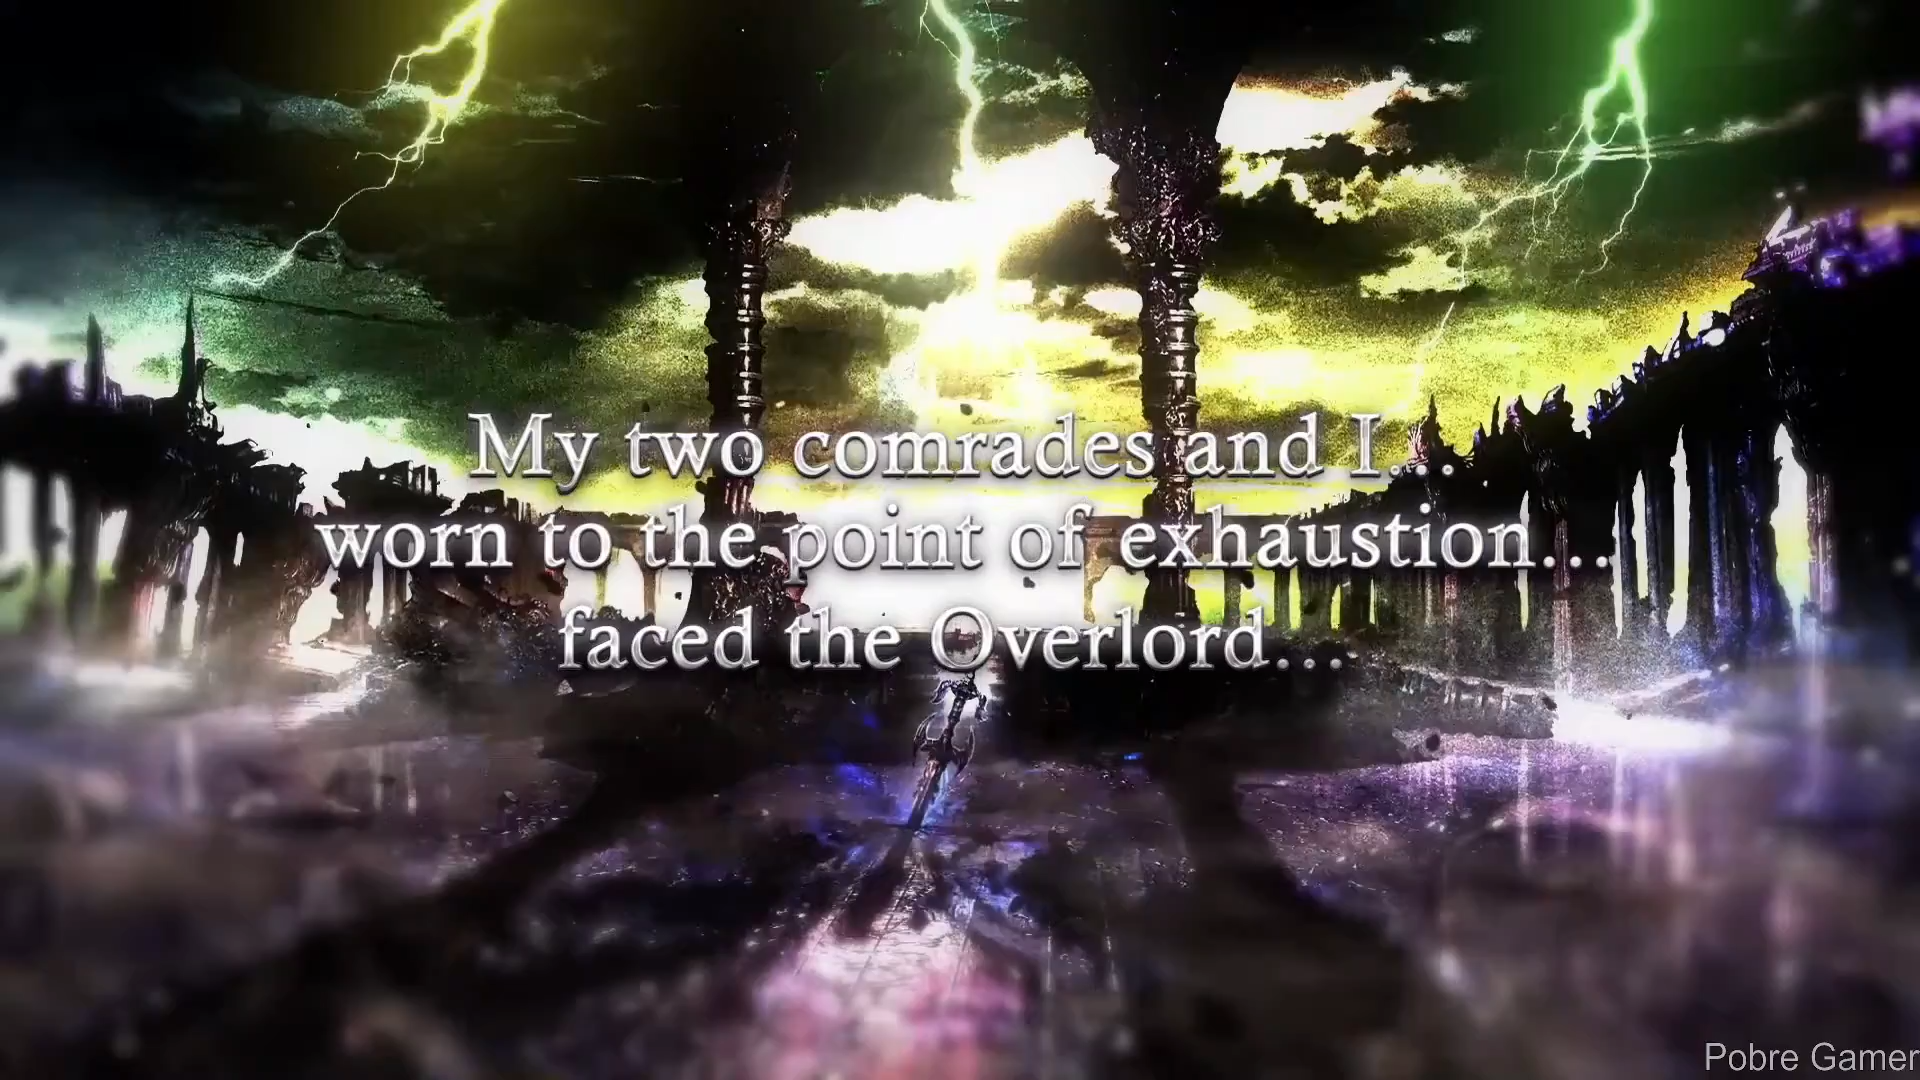 My two comrades and I...
worn to the point of exhaustion...
faced the Overlord...
Pobre Gamer